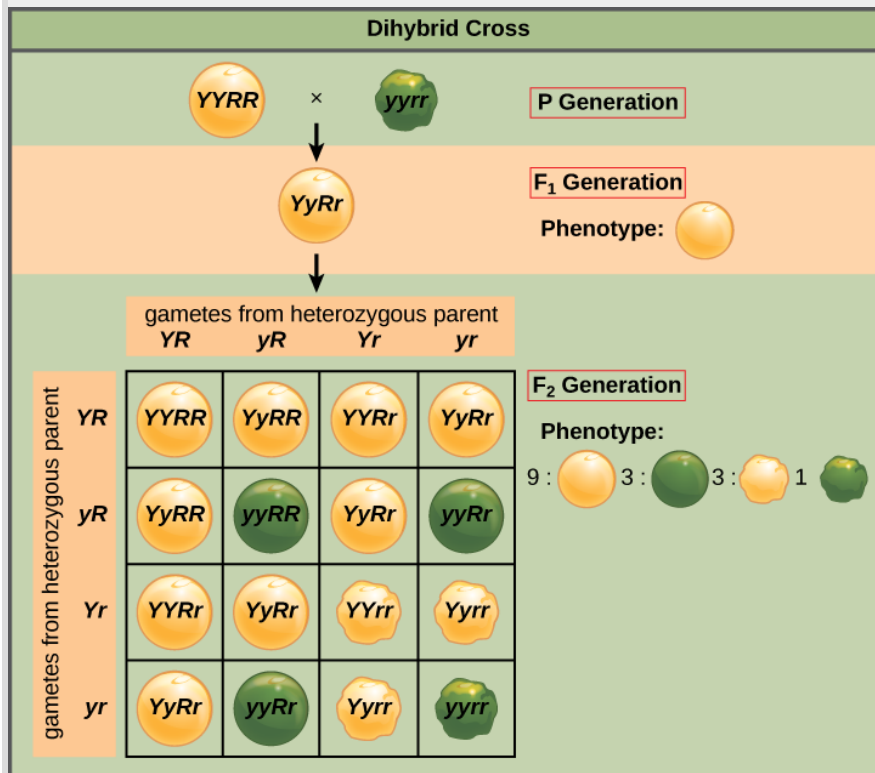 Dihybrid Cross
YYRR × yyrr P Generation
YyRr F₁ Generation
Phenotype:
gametes from heterozygous parent
YR yR Yr yr
gametes from heterozygous parent
YR YYRR YyRR YYRr YyRr
yR YyRR yyRR YyRr yyRr
Yr YYRr YyRr YYrr Yyrr
yr YyRr yyRr Yyrr yyrr
F₂ Generation
Phenotype:
9 : 3 : 3 : 1